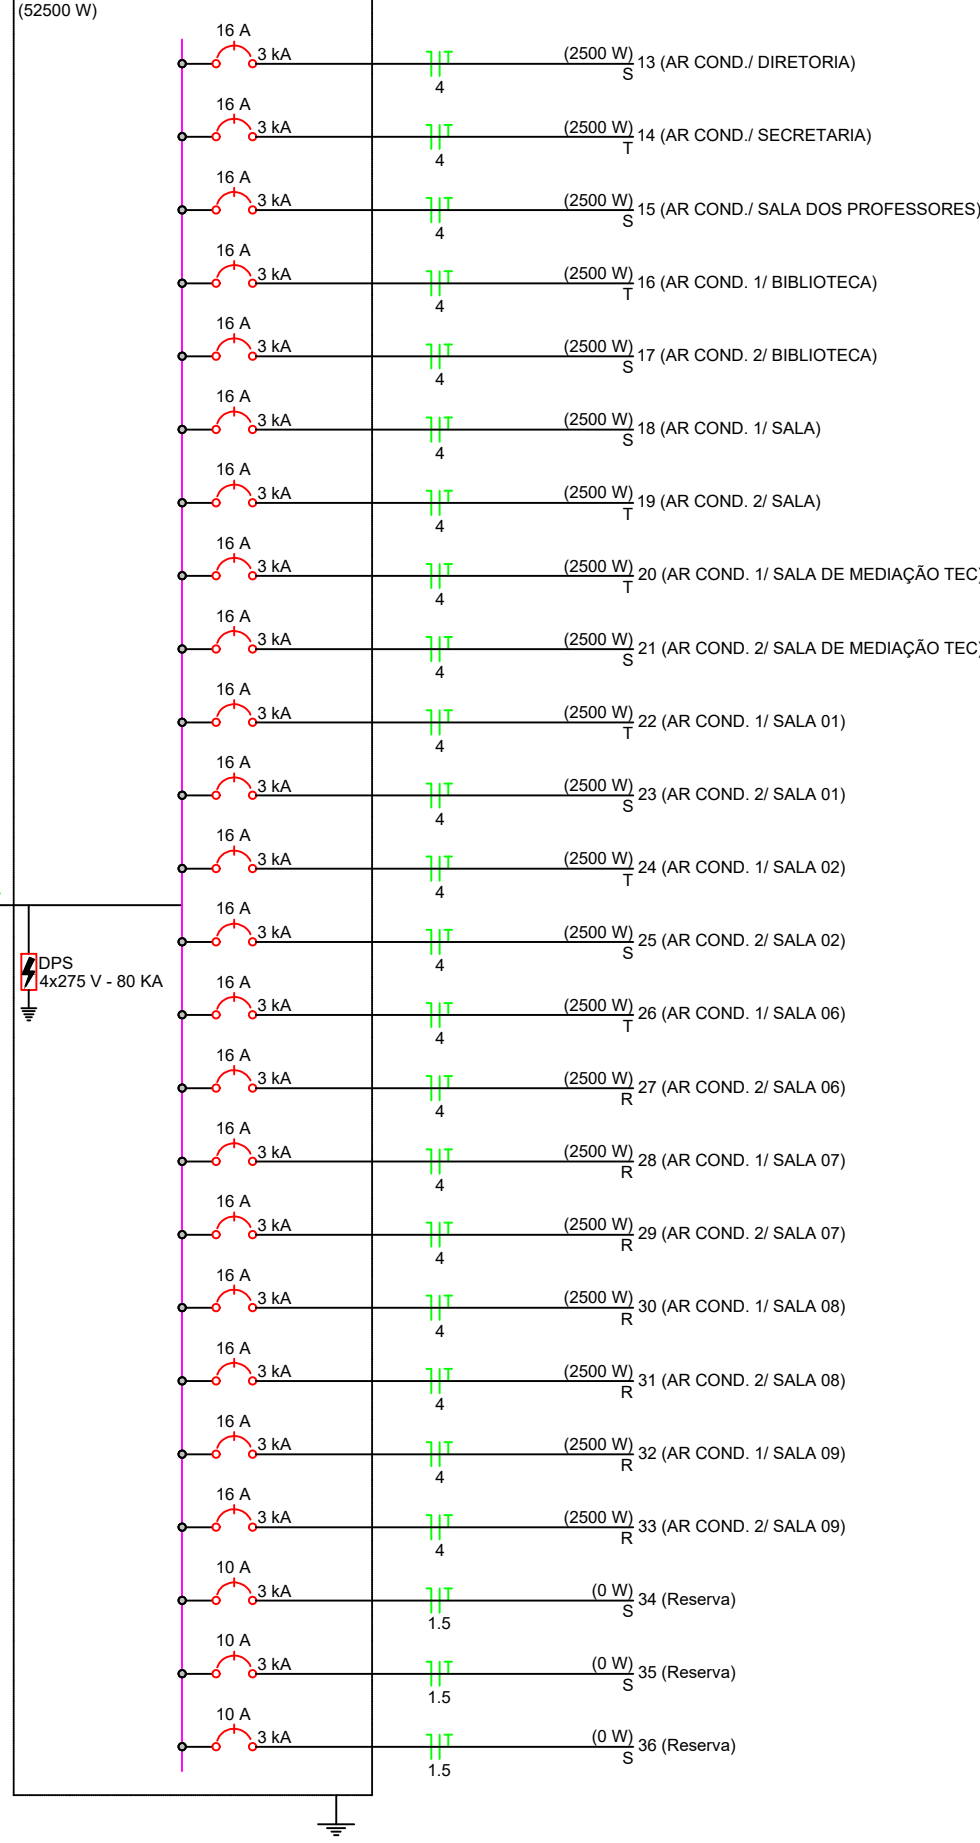 (52500 W)
16 A
3 kA
4
(2500 W)
S
13 (AR COND./ DIRETORIA)
16 A
3 kA
4
(2500 W)
T
14 (AR COND./ SECRETARIA)
16 A
3 kA
4
(2500 W)
S
15 (AR COND./ SALA DOS PROFESSORES)
16 A
3 kA
4
(2500 W)
T
16 (AR COND. 1/ BIBLIOTECA)
16 A
3 kA
4
(2500 W)
S
17 (AR COND. 2/ BIBLIOTECA)
16 A
3 kA
4
(2500 W)
S
18 (AR COND. 1/ SALA)
16 A
3 kA
4
(2500 W)
T
19 (AR COND. 2/ SALA)
16 A
3 kA
4
(2500 W)
T
20 (AR COND. 1/ SALA DE MEDIAÇÃO TEC)
16 A
3 kA
4
(2500 W)
S
21 (AR COND. 2/ SALA DE MEDIAÇÃO TEC)
16 A
3 kA
4
(2500 W)
T
22 (AR COND. 1/ SALA 01)
16 A
3 kA
4
(2500 W)
S
23 (AR COND. 2/ SALA 01)
16 A
3 kA
4
(2500 W)
T
24 (AR COND. 1/ SALA 02)
16 A
3 kA
4
(2500 W)
S
25 (AR COND. 2/ SALA 02)
DPS
4x275 V - 80 KA
16 A
3 kA
4
(2500 W)
T
26 (AR COND. 1/ SALA 06)
16 A
3 kA
4
(2500 W)
R
27 (AR COND. 2/ SALA 06)
16 A
3 kA
4
(2500 W)
R
28 (AR COND. 1/ SALA 07)
16 A
3 kA
4
(2500 W)
R
29 (AR COND. 2/ SALA 07)
16 A
3 kA
4
(2500 W)
R
30 (AR COND. 1/ SALA 08)
16 A
3 kA
4
(2500 W)
R
31 (AR COND. 2/ SALA 08)
16 A
3 kA
4
(2500 W)
R
32 (AR COND. 1/ SALA 09)
16 A
3 kA
4
(2500 W)
R
33 (AR COND. 2/ SALA 09)
10 A
3 kA
1.5
(0 W)
S
34 (Reserva)
10 A
3 kA
1.5
(0 W)
S
35 (Reserva)
10 A
3 kA
1.5
(0 W)
S
36 (Reserva)